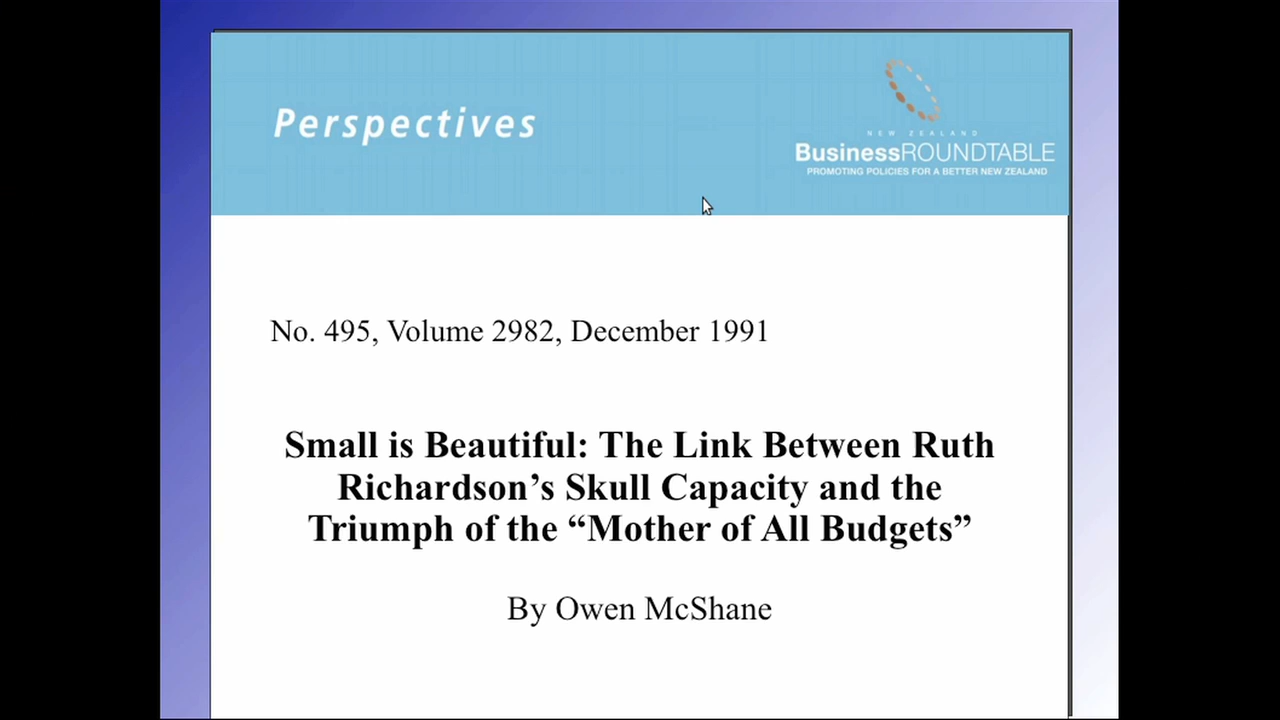 Perspectives
NEW ZEALAND
BusinessROUNDTABLE
PROMOTING POLICIES FOR A BETTER NEW ZEALAND
No. 495, Volume 2982, December 1991
Small is Beautiful: The Link Between Ruth
Richardson’s Skull Capacity and the
Triumph of the “Mother of All Budgets”
By Owen McShane